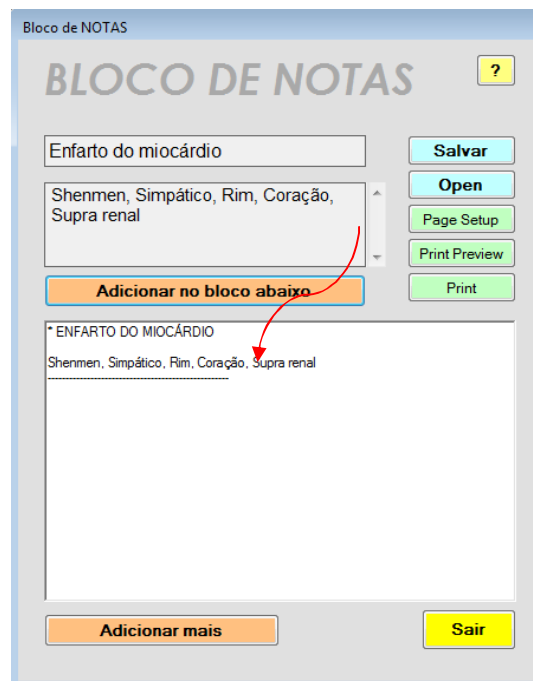 Bloco de NOTAS
BLOCO DE NOTAS
?
Enfarto do miocárdio
Salvar
Shenmen, Simpático, Rim, Coração,
Supra renal
Open
Page Setup
Print Preview
Adicionar no bloco abaixo
Print
* ENFARTO DO MIOCÁRDIO
Shenmen, Simpático, Rim, Coração, Supra renal
----------------------------------------------------
Adicionar mais
Sair